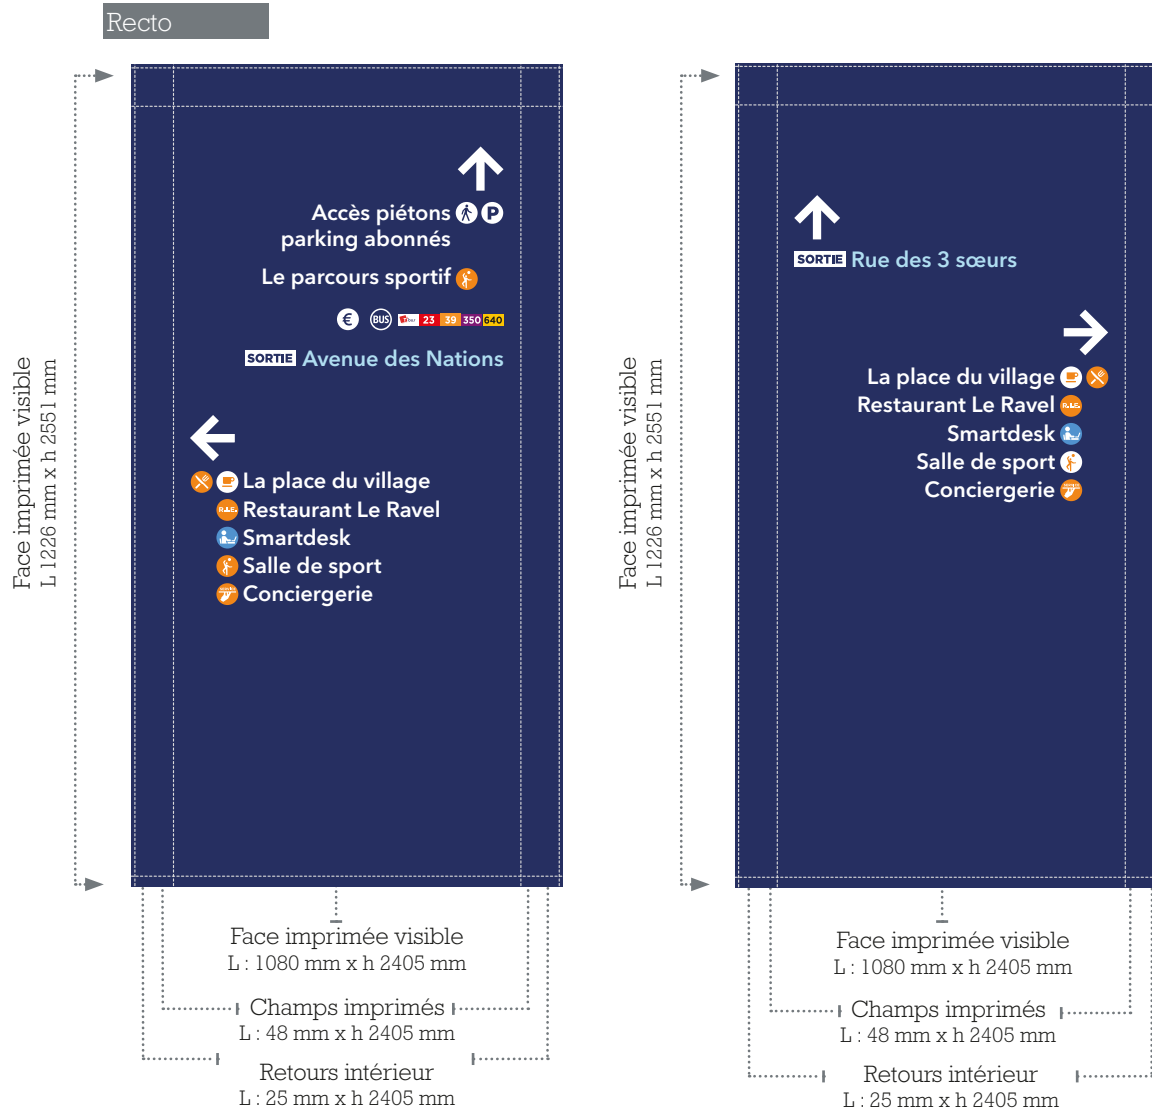 Recto
Face imprimée visible
L 1226 mm x h 2551 mm
Accès piétons P
parking abonnés
Le parcours sportif
€ BUS 23 39 350 640
SORTIE Avenue des Nations
La place du village
R.I.E. Restaurant Le Ravel
Smartdesk
Salle de sport
Conciergerie
Face imprimée visible
L : 1080 mm x h 2405 mm
Champs imprimés
L : 48 mm x h 2405 mm
Retours intérieur
L : 25 mm x h 2405 mm
Face imprimée visible
L 1226 mm x h 2551 mm
SORTIE Rue des 3 sœurs
La place du village
Restaurant Le Ravel R.I.E.
Smartdesk
Salle de sport
Conciergerie
Face imprimée visible
L : 1080 mm x h 2405 mm
Champs imprimés
L : 48 mm x h 2405 mm
Retours intérieur
L : 25 mm x h 2405 mm